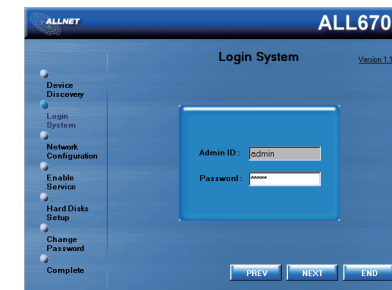 ALLNET
ALL670
Login System
Version 1.1
Device
Discovery
Login
System
Network
Configuration
Enable
Service
Hard Disks
Setup
Change
Password
Complete
Admin ID :
admin
Password :
*****
PREV
NEXT
END